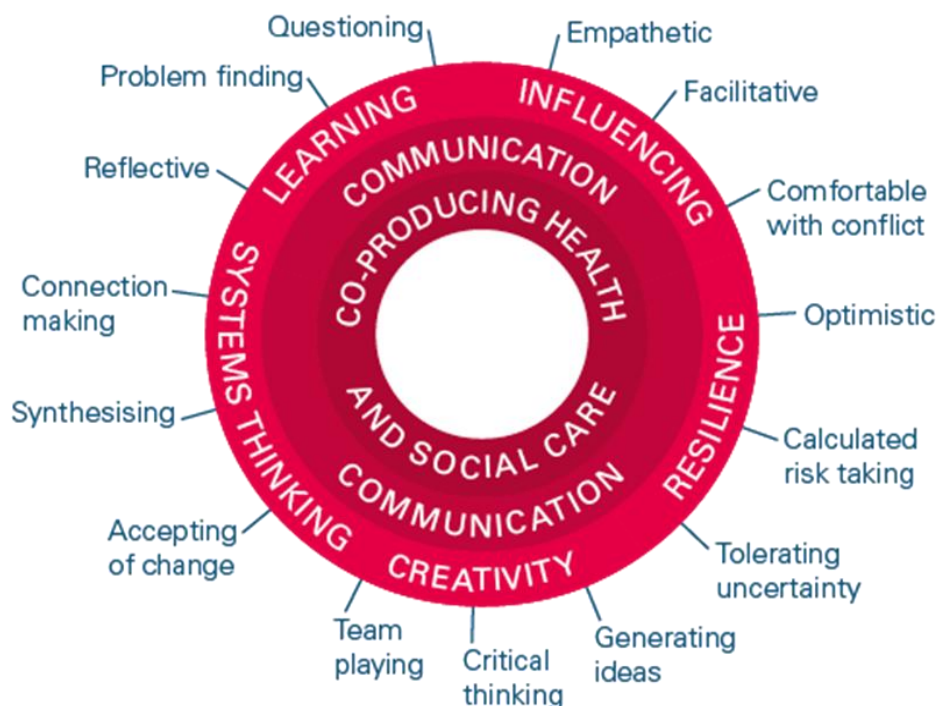 Questioning
Empathetic
Problem finding
Facilitative
Reflective
Comfortable
with conflict
Connection
making
Optimistic
Synthesising
Calculated
risk taking
Accepting
of change
Tolerating
uncertainty
Team
playing
Critical
thinking
Generating
ideas
LEARNING
INFLUENCING
RESILIENCE
CREATIVITY
SYSTEMS THINKING
COMMUNICATION
COMMUNICATION
CO-PRODUCING HEALTH
AND SOCIAL CARE